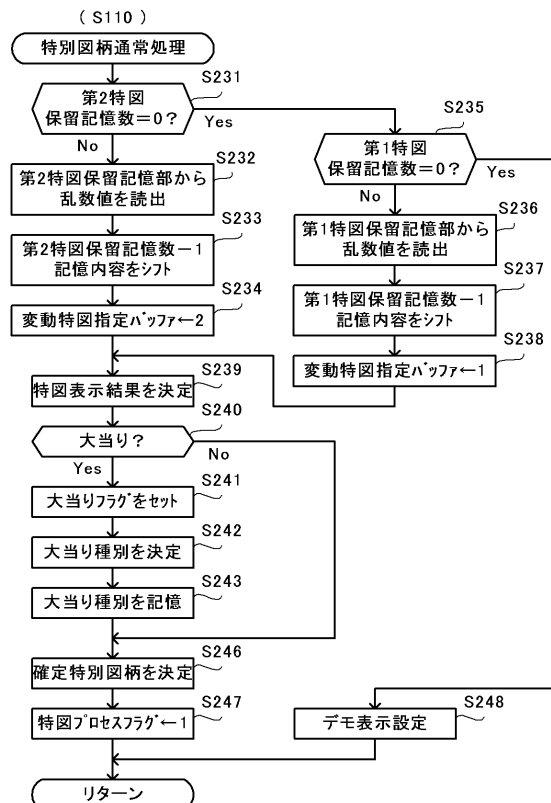 (S110)
特別図柄通常処理
S231
第2特図
保留記憶数=0?
Yes
No
S235
第1特図
保留記憶数=0?
Yes
No
S232
第2特図保留記憶部から
乱数値を読出
S236
第1特図保留記憶部から
乱数値を読出
S233
第2特図保留記憶数-1
記憶内容をシフト
S237
第1特図保留記憶数-1
記憶内容をシフト
S234
変動特図指定バッファ←2
S238
変動特図指定バッファ←1
S239
特図表示結果を決定
S240
大当り?
No
Yes
S241
大当りフラグをセット
S242
大当り種別を決定
S243
大当り種別を記憶
S246
確定特別図柄を決定
S247
特図プロセスフラグ←1
S248
デモ表示設定
リターン